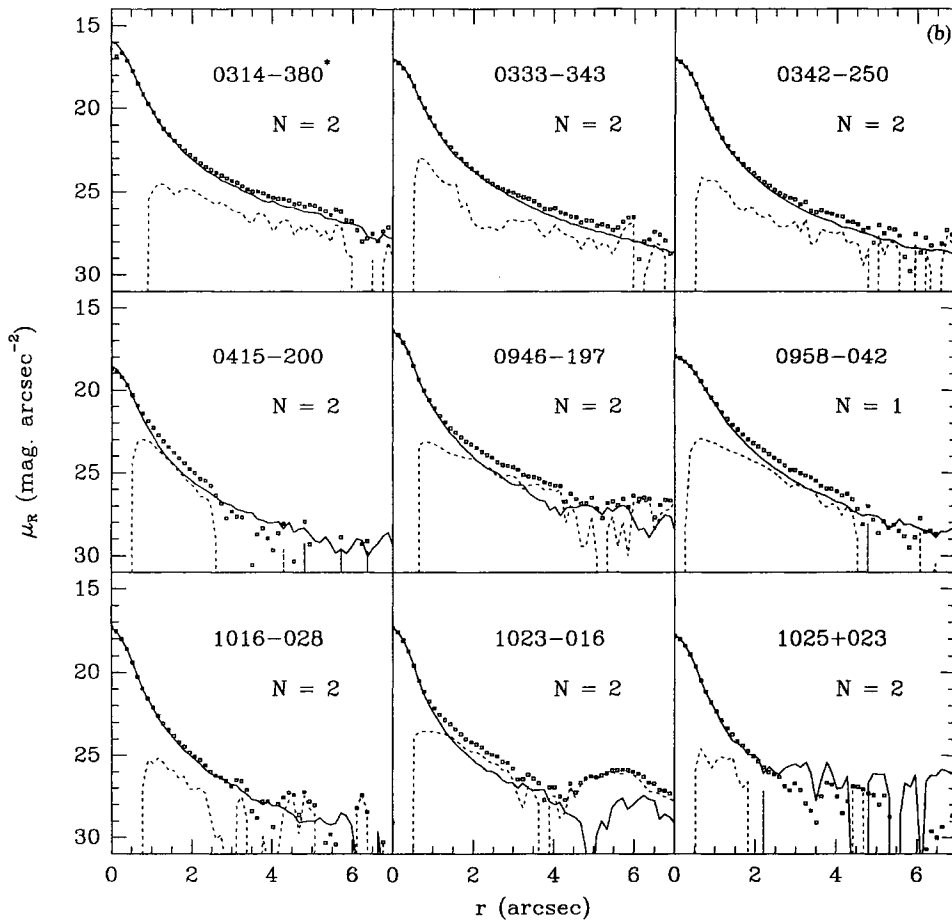 (b)
15
20
25
30
0314−380*
N = 2
0333−343
N = 2
0342−250
N = 2
15
20
25
30
0415−200
N = 2
0946−197
N = 2
0958−042
N = 1
μR (mag. arcsec−2)
15
20
25
30
1016−028
N = 2
1023−016
N = 2
1025+023
N = 2
0 2 4 6 0 2 4 6 0 2 4 6
r (arcsec)